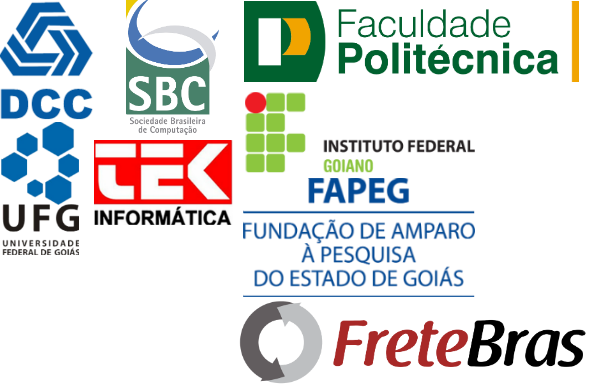 DCC
SBC
Sociedade Brasileira
de Computação
Faculdade
Politécnica
UFG
UNIVERSIDADE
FEDERAL DE GOIÁS
TEK
INFORMÁTICA
INSTITUTO FEDERAL
GOIANO
FAPEG
FUNDAÇÃO DE AMPARO
À PESQUISA
DO ESTADO DE GOIÁS
FreteBras